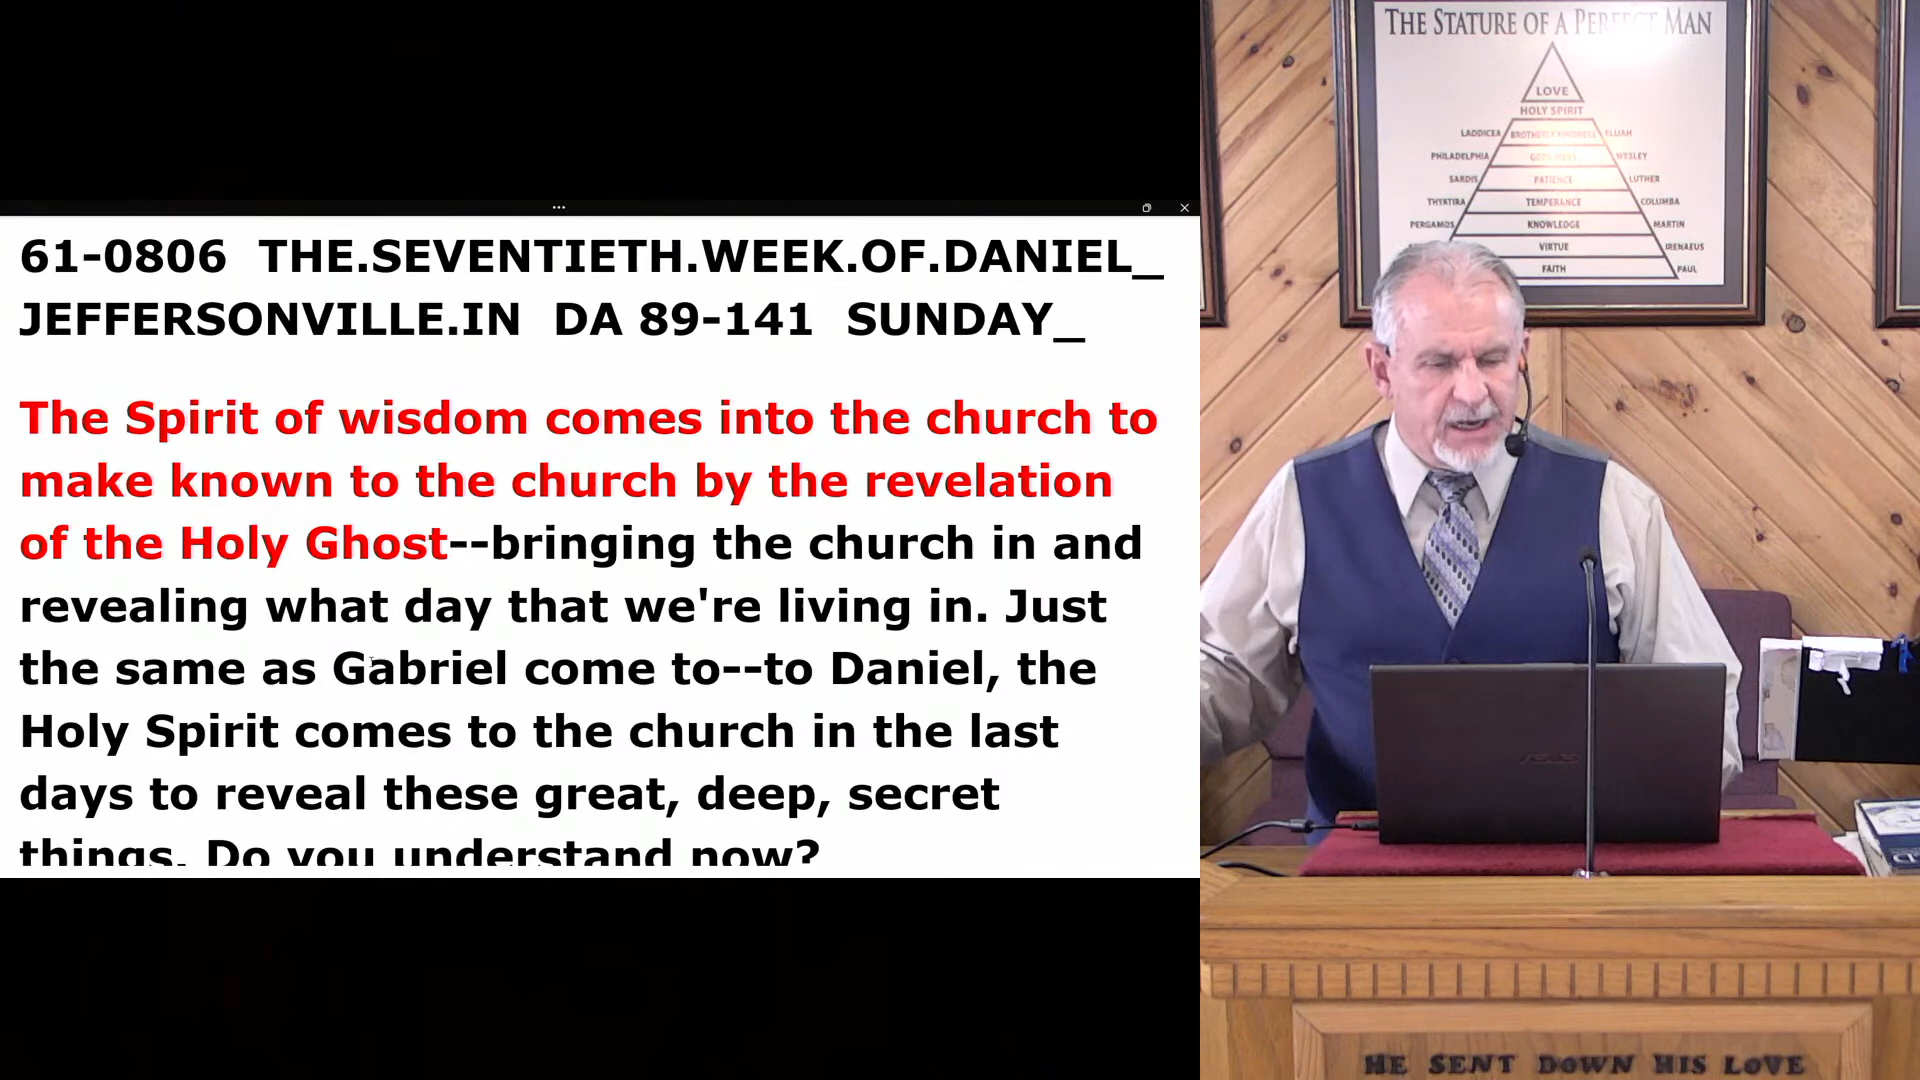 61-0806 THE.SEVENTIETH.WEEK.OF.DANIEL_
JEFFERSONVILLE.IN DA 89-141 SUNDAY_
The Spirit of wisdom comes into the church to
make known to the church by the revelation
of the Holy Ghost--bringing the church in and
revealing what day that we're living in. Just
the same as Gabriel come to--to Daniel, the
Holy Spirit comes to the church in the last
days to reveal these great, deep, secret
things. Do you understand now?
THE STATURE OF A PERFECT MAN
LOVE
HOLY SPIRIT
LAODICEA BROTHERLY KINDNESS ELIJAH
PHILADELPHIA GODLINESS WESLEY
SARDIS PATIENCE LUTHER
THYATIRA TEMPERANCE COLUMBA
PERGAMOS KNOWLEDGE MARTIN
VIRTUE IRENAEUS
FAITH PAUL
ASUS
HE SENT DOWN HIS LOVE